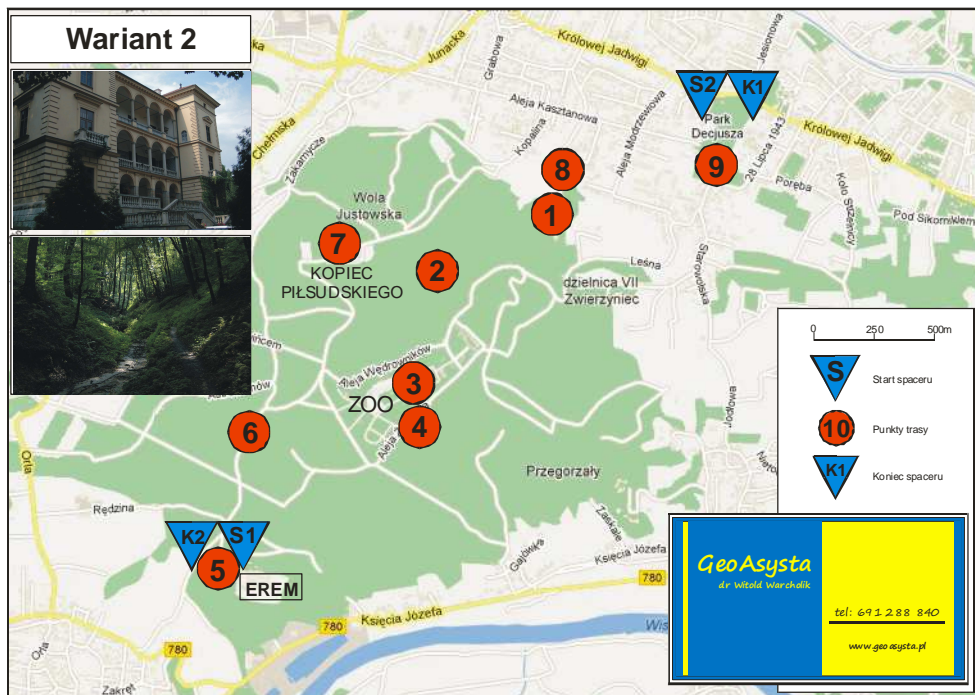 Wariant 2
Junacka
Grabowa
Królowej Jadwigi
Jesionowa
S2
K1
Aleja Kasztanowa
Park
Decjusza
Chełmska
Zakamycze
Kopalina
Aleja Modrzewiowa
28 Lipca 1943
Królowej Jadwigi
8
9
Poręba
Koło Strzelnicy
Pod Sikornikiem
Wola
Justowska
1
7
KOPIEC
PIŁSUDSKIEGO
2
Leśna
Starowolska
dzielnica VII
Zwierzyniec
Aleja Wędrowników
3
ZOO
4
6
Jodłowa
Przegorzały
Orla
Rędzina
Zaskale
Gajówka
Księcia Józefa
780
K2
S1
5
EREM
Księcia Józefa
780
780
Orla
Zakręt
0 250 500m
S
Start spaceru
10
Punkty trasy
K1
Koniec spaceru
GeoAsysta
dr Witold Warcholik
tel: 691 288 840
www.geoasysta.pl